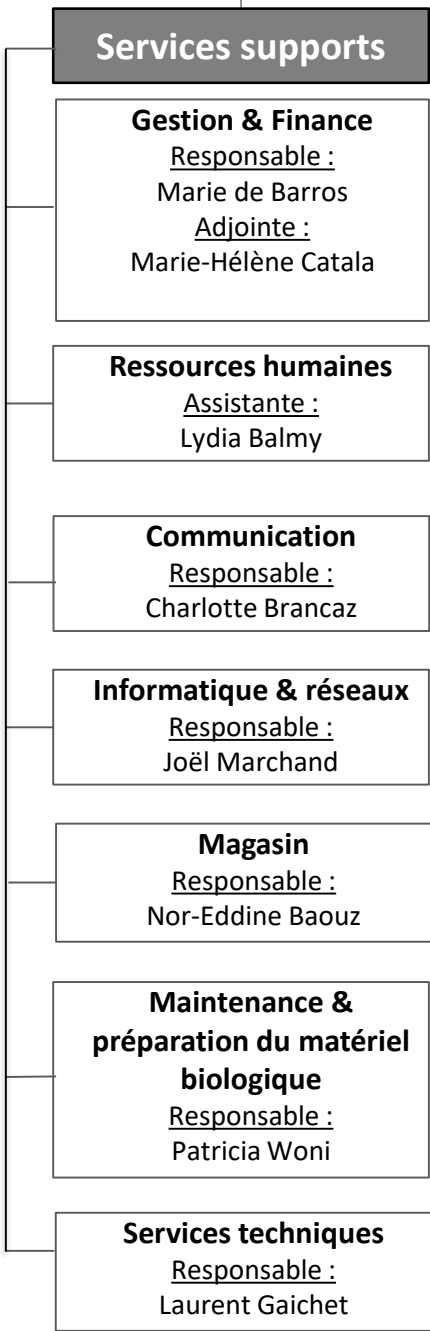 Services supports
Gestion & Finance
Responsable :
Marie de Barros
Adjointe :
Marie-Hélène Catala
Ressources humaines
Assistante :
Lydia Balmy
Communication
Responsable :
Charlotte Brancaz
Informatique & réseaux
Responsable :
Joël Marchand
Magasin
Responsable :
Nor-Eddine Baouz
Maintenance &
préparation du matériel
biologique
Responsable :
Patricia Woni
Services techniques
Responsable :
Laurent Gaichet